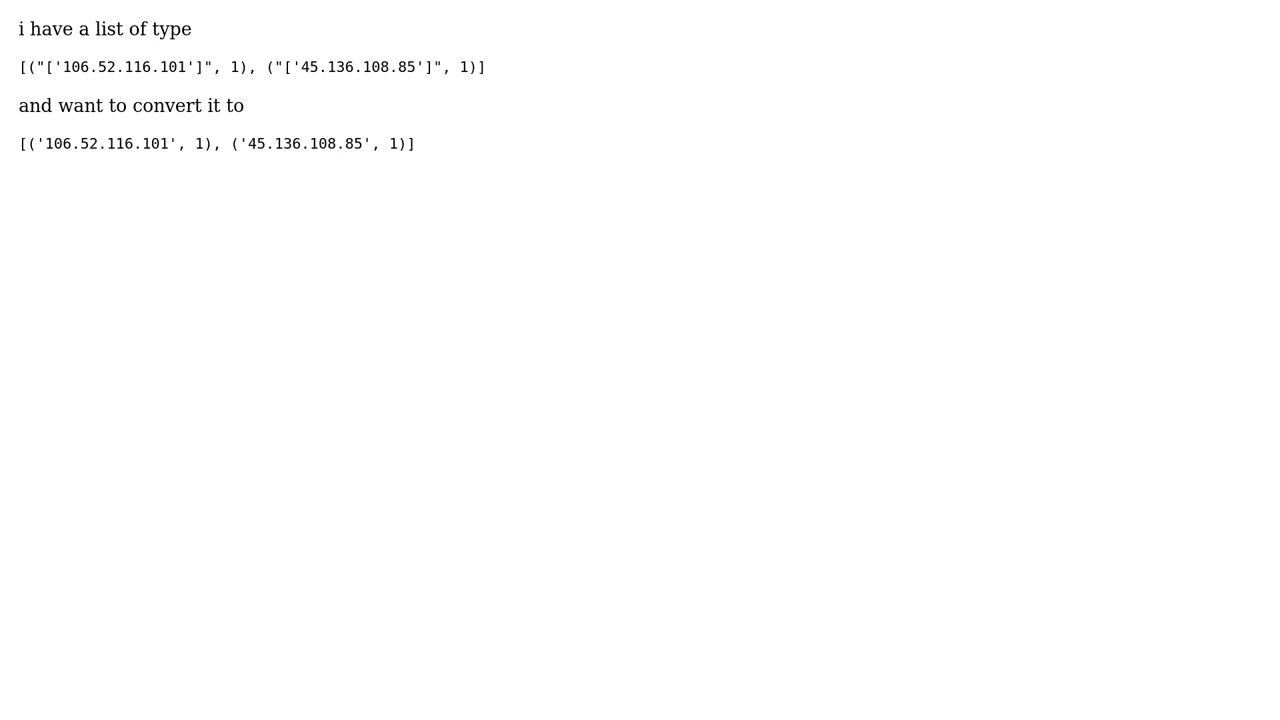 i have a list of type
[("['106.52.116.101']", 1), ("['45.136.108.85']", 1)]
and want to convert it to
[('106.52.116.101', 1), ('45.136.108.85', 1)]